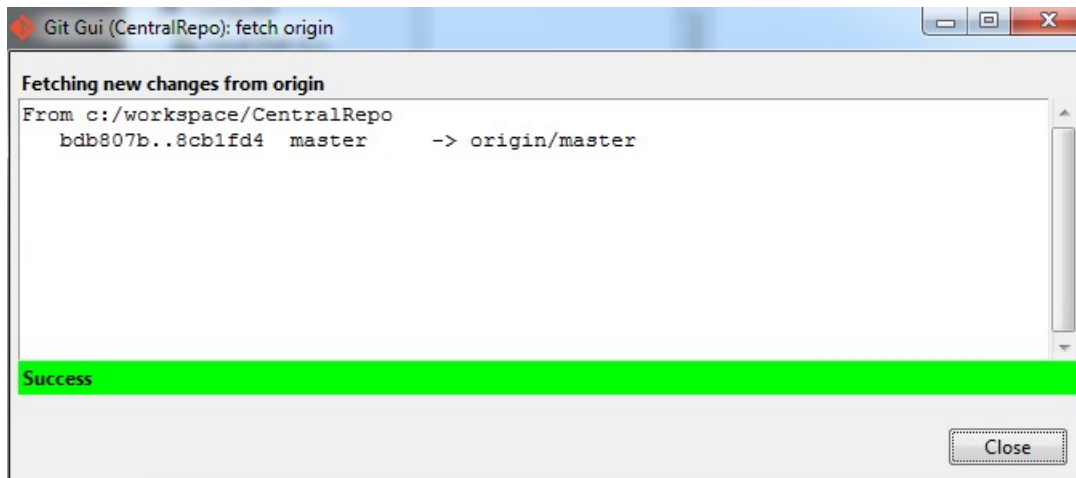 Git Gui (CentralRepo): fetch origin
Fetching new changes from origin
From c:/workspace/CentralRepo
   bdb807b..8cb1fd4  master     -> origin/master
Success
Close